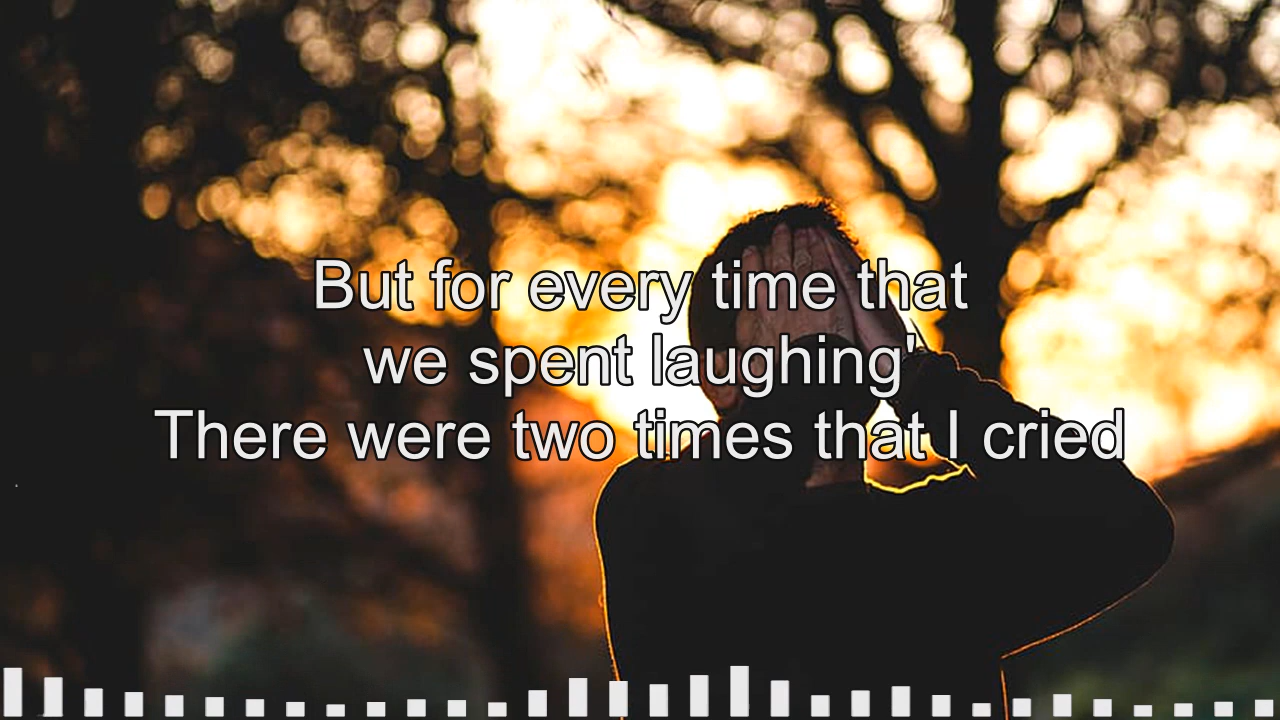 But for every time that
we spent laughing'
There were two times that I cried